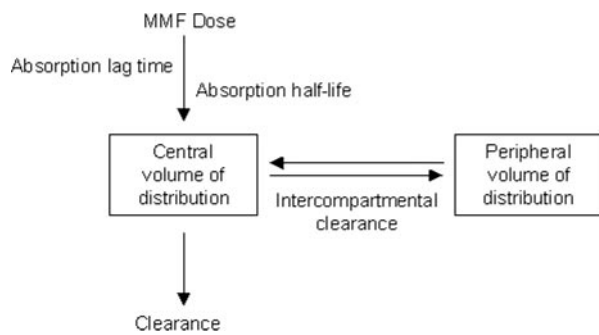 MMF Dose
Absorption lag time
Absorption half-life
Central
volume of
distribution
Intercompartmental
clearance
Peripheral
volume of
distribution
Clearance